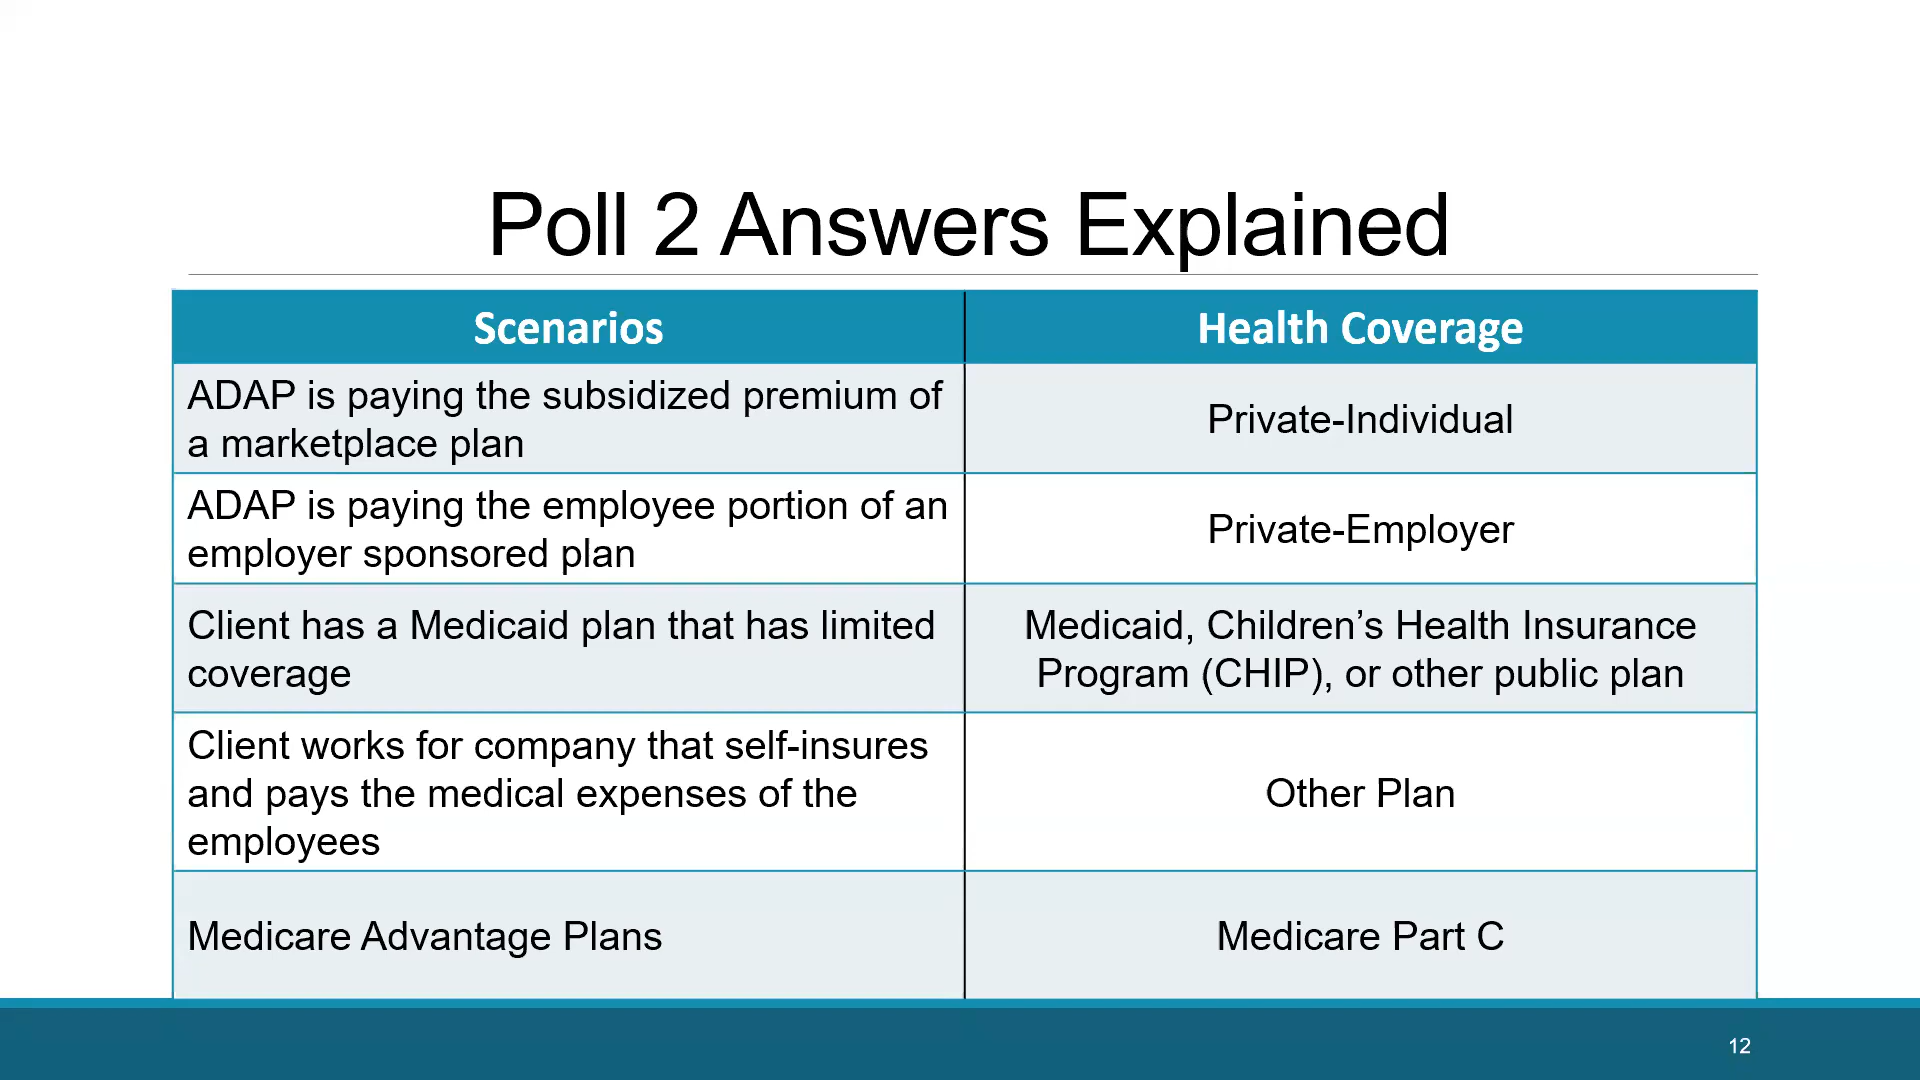 Poll 2 Answers Explained
Scenarios
Health Coverage
ADAP is paying the subsidized premium of
a marketplace plan
Private-Individual
ADAP is paying the employee portion of an
employer sponsored plan
Private-Employer
Client has a Medicaid plan that has limited
coverage
Medicaid, Children’s Health Insurance
Program (CHIP), or other public plan
Client works for company that self-insures
and pays the medical expenses of the
employees
Other Plan
Medicare Advantage Plans
Medicare Part C
12